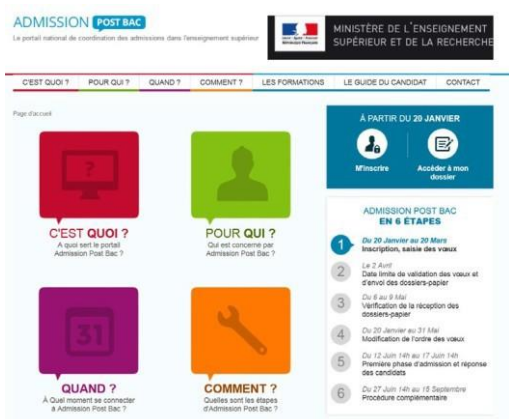 ADMISSION POST BAC
Le portail national de coordination des admissions dans l'enseignement supérieur
RÉPUBLIQUE FRANÇAISE
MINISTÈRE DE L'ENSEIGNEMENT
SUPÉRIEUR ET DE LA RECHERCHE
C'EST QUOI ? POUR QUI ? QUAND ? COMMENT ? LES FORMATIONS LE GUIDE DU CANDIDAT CONTACT
Page d'accueil
?
C'EST QUOI ?
A quoi sert le portail
Admission Post Bac ?
POUR QUI ?
Qui est concerné par
Admission Post Bac ?
31
QUAND ?
À Quel moment se connecter
à Admission Post Bac ?
COMMENT ?
Quelles sont les étapes
d'Admission Post Bac ?
À PARTIR DU 20 JANVIER
M'inscrire
Accéder à mon
dossier
ADMISSION POST BAC
EN 6 ÉTAPES
1 Du 20 Janvier au 20 Mars
Inscription, saisie des vœux
2 Le 2 Avril
Date limite de validation des vœux et
d'envoi des dossiers-papier
3 Du 6 au 9 Mai
Vérification de la réception des
dossiers-papier
4 Du 20 Janvier au 31 Mai
Modification de l'ordre des vœux
5 Du 12 Juin 14h au 17 Juin 14h
Première phase d'admission et réponse
des candidats
6 Du 27 Juin 14h au 15 Septembre
Procédure complémentaire